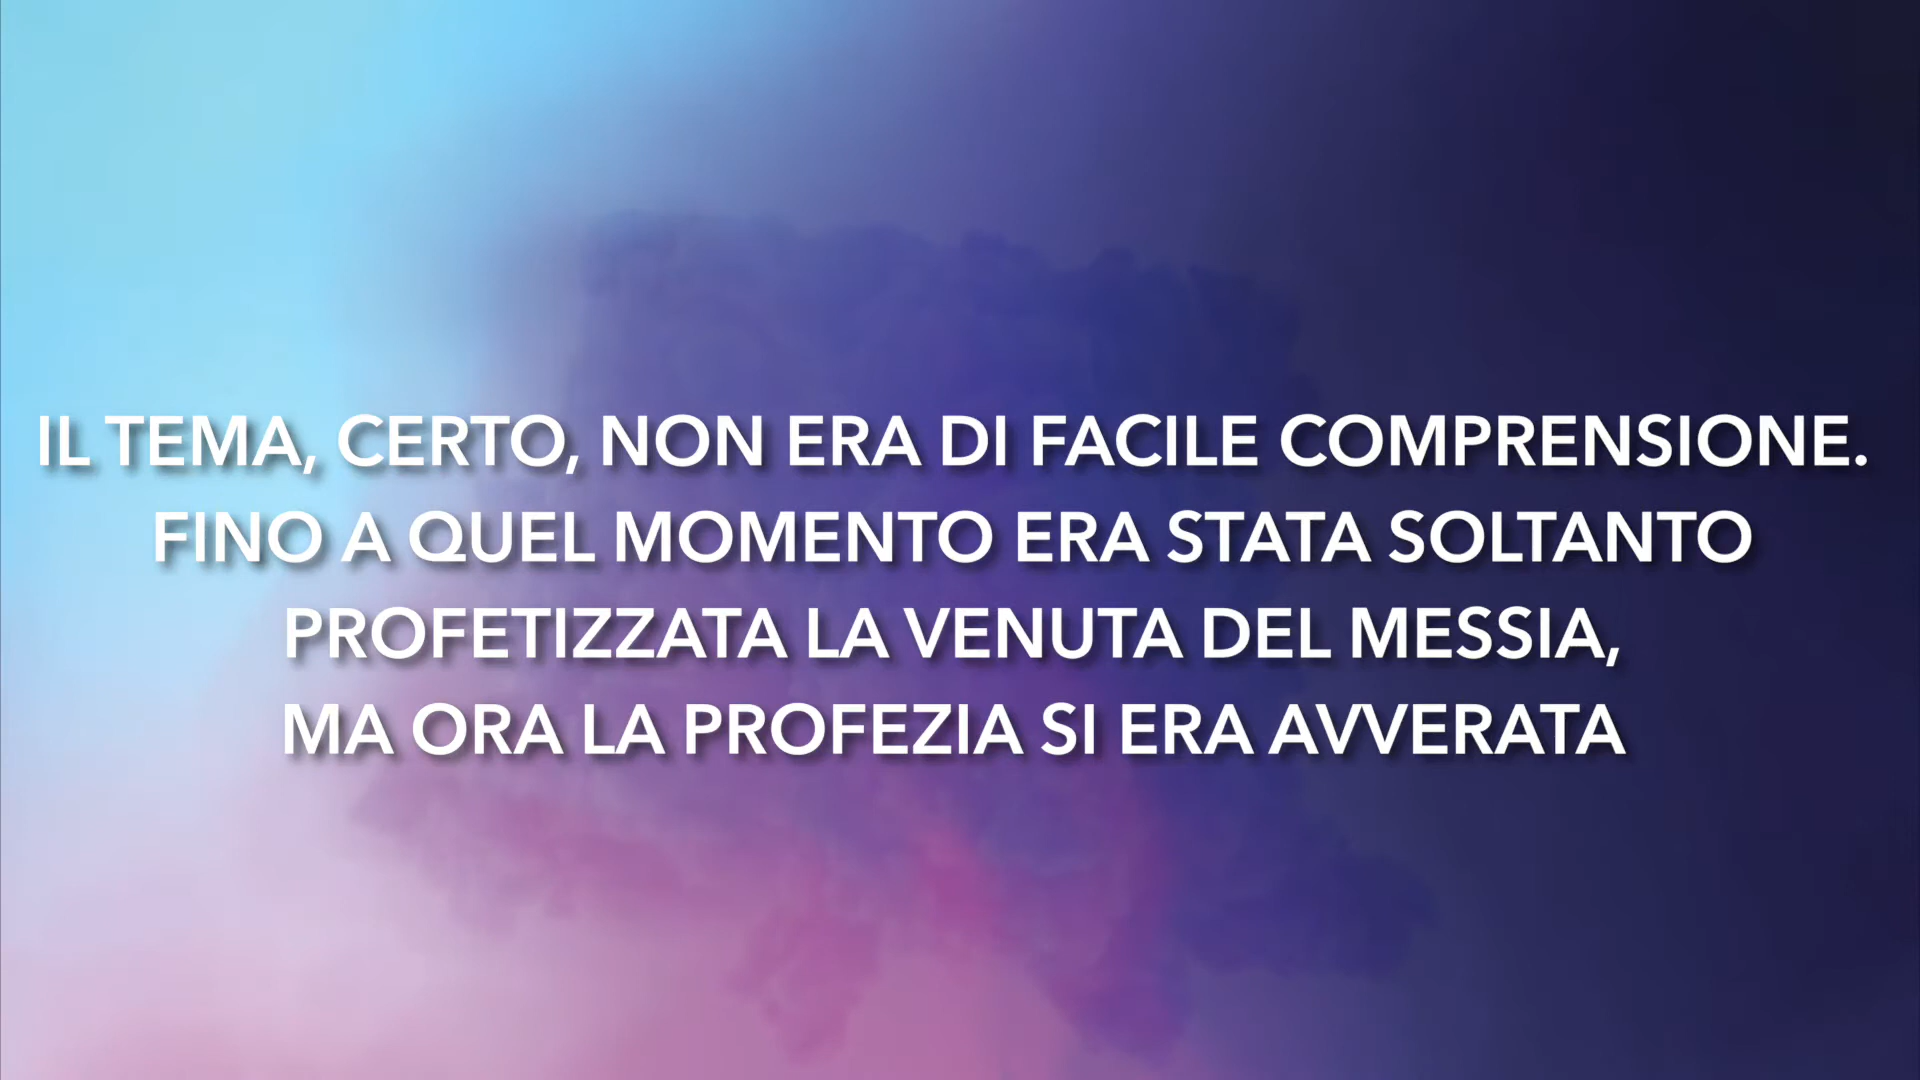 IL TEMA, CERTO, NON ERA DI FACILE COMPRENSIONE.
FINO A QUEL MOMENTO ERA STATA SOLTANTO
PROFETIZZATA LA VENUTA DEL MESSIA,
MA ORA LA PROFEZIA SI ERA AVVERATA